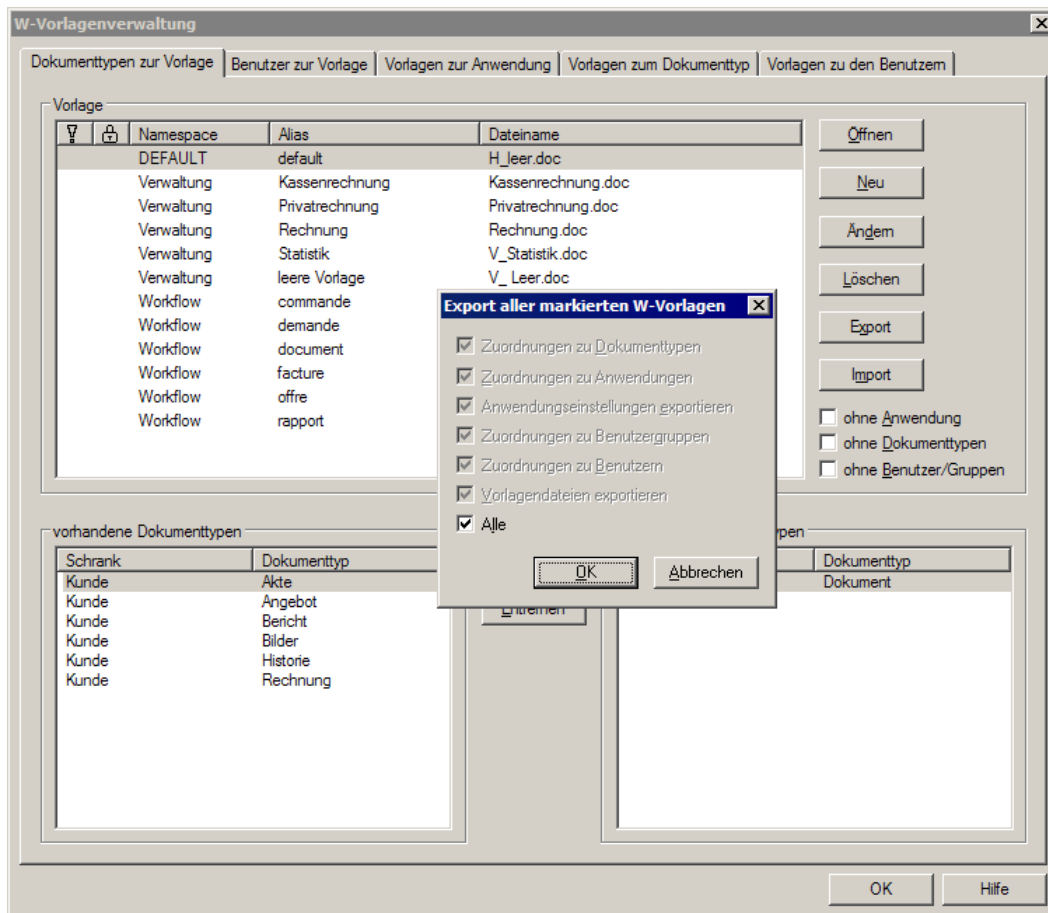 W-Vorlagenverwaltung
Dokumenttypen zur Vorlage Benutzer zur Vorlage Vorlagen zur Anwendung Vorlagen zum Dokumenttyp Vorlagen zu den Benutzern
Vorlage
Namespace Alias Dateiname
DEFAULT default H_leer.doc
Verwaltung Kassenrechnung Kassenrechnung.doc
Verwaltung Privatrechnung Privatrechnung.doc
Verwaltung Rechnung Rechnung.doc
Verwaltung Statistik V_Statistik.doc
Verwaltung leere Vorlage V_ Leer.doc
Workflow commande
Workflow demande
Workflow document
Workflow facture
Workflow offre
Workflow rapport
Öffnen
Neu
Ändern
Löschen
Export
Import
ohne Anwendung
ohne Dokumenttypen
ohne Benutzer/Gruppen
Export aller markierten W-Vorlagen
Zuordnungen zu Dokumenttypen
Zuordnungen zu Anwendungen
Anwendungseinstellungen exportieren
Zuordnungen zu Benutzergruppen
Zuordnungen zu Benutzern
Vorlagendateien exportieren
Alle
OK Abbrechen
vorhandene Dokumenttypen
Schrank Dokumenttyp
Kunde Akte
Kunde Angebot
Kunde Bericht
Kunde Bilder
Kunde Historie
Kunde Rechnung
Entfernen
Dokumenttyp
Dokument
OK Hilfe